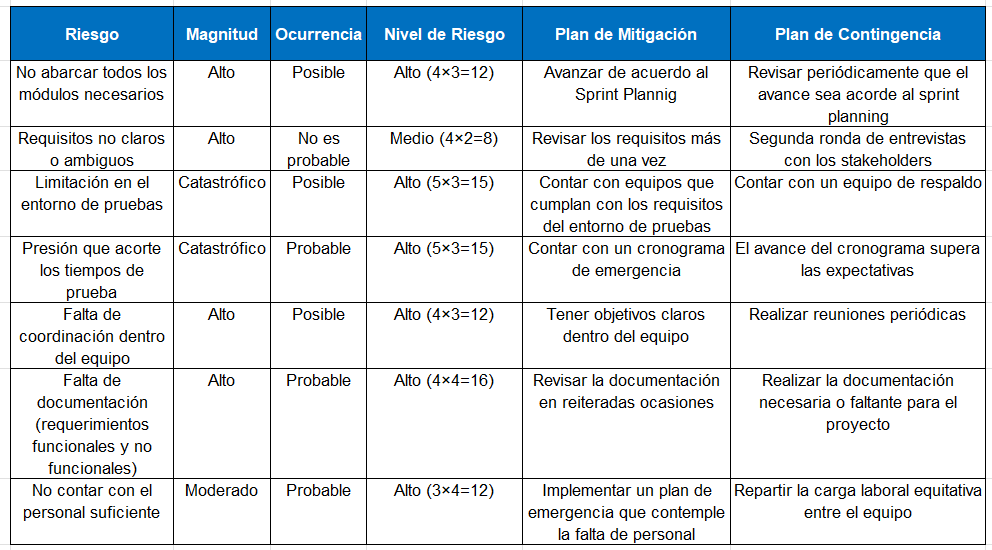 Riesgo Magnitud Ocurrencia Nivel de Riesgo Plan de Mitigación Plan de Contingencia
No abarcar todos los módulos necesarios Alto Posible Alto (4×3=12) Avanzar de acuerdo al Sprint Plannig Revisar periódicamente que el avance sea acorde al sprint planning
Requisitos no claros o ambiguos Alto No es probable Medio (4×2=8) Revisar los requisitos más de una vez Segunda ronda de entrevistas con los stakeholders
Limitación en el entorno de pruebas Catastrófico Posible Alto (5×3=15) Contar con equipos que cumplan con los requisitos del entorno de pruebas Contar con un equipo de respaldo
Presión que acorte los tiempos de prueba Catastrófico Probable Alto (5×3=15) Contar con un cronograma de emergencia El avance del cronograma supera las expectativas
Falta de coordinación dentro del equipo Alto Posible Alto (4×3=12) Tener objetivos claros dentro del equipo Realizar reuniones periódicas
Falta de documentación (requerimientos funcionales y no funcionales) Alto Probable Alto (4×4=16) Revisar la documentación en reiteradas ocasiones Realizar la documentación necesaria o faltante para el proyecto
No contar con el personal suficiente Moderado Probable Alto (3×4=12) Implementar un plan de emergencia que contemple la falta de personal Repartir la carga laboral equitativa entre el equipo